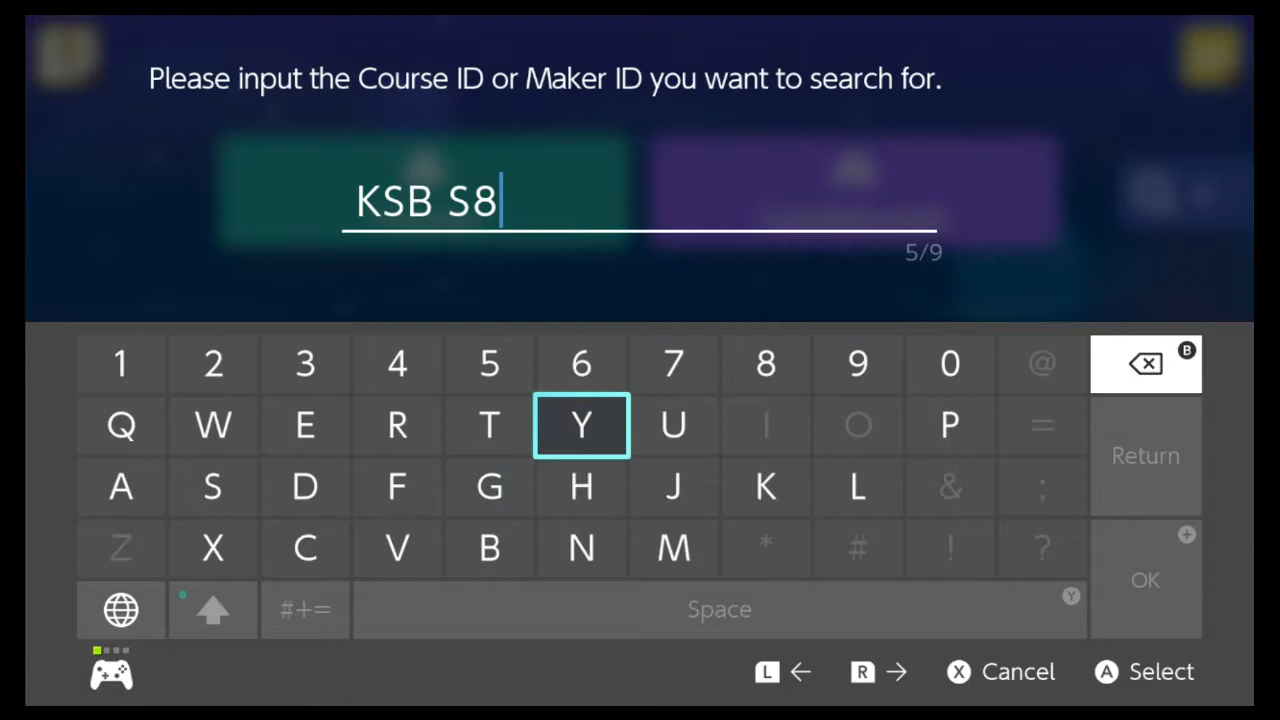 Please input the Course ID or Maker ID you want to search for.
KSB S8
5/9
1 2 3 4 5 6 7 8 9 0 @ B
Q W E R T Y U I O P = Return
A S D F G H J K L & ;
Z X C V B N M * # ! ? + OK
#+= Space Y
L ← R → X Cancel A Select